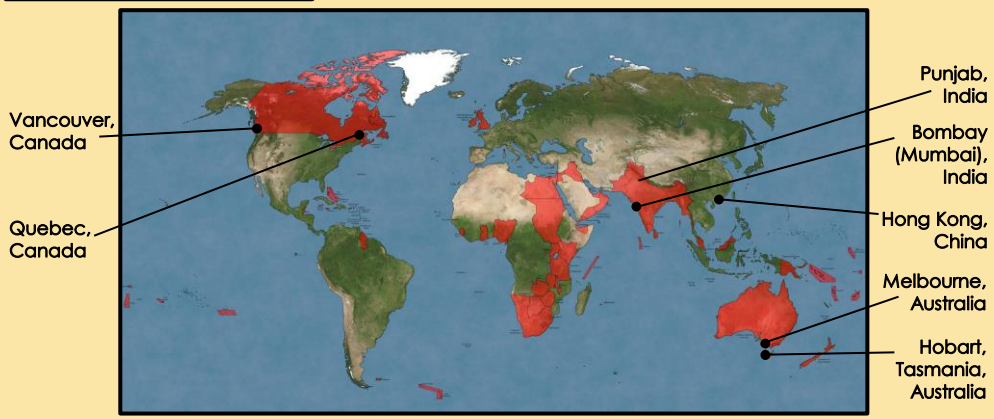 Vancouver,
Canada
Quebec,
Canada
Punjab,
India
Bombay
(Mumbai),
India
Hong Kong,
China
Melbourne,
Australia
Hobart,
Tasmania,
Australia